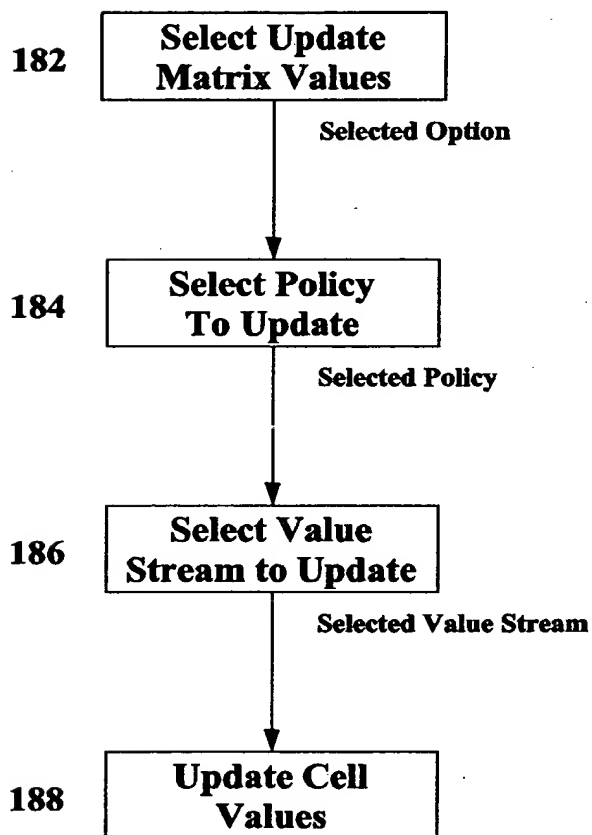 182
Select Update
Matrix Values
Selected Option
184
Select Policy
To Update
Selected Policy
186
Select Value
Stream to Update
Selected Value Stream
188
Update Cell
Values